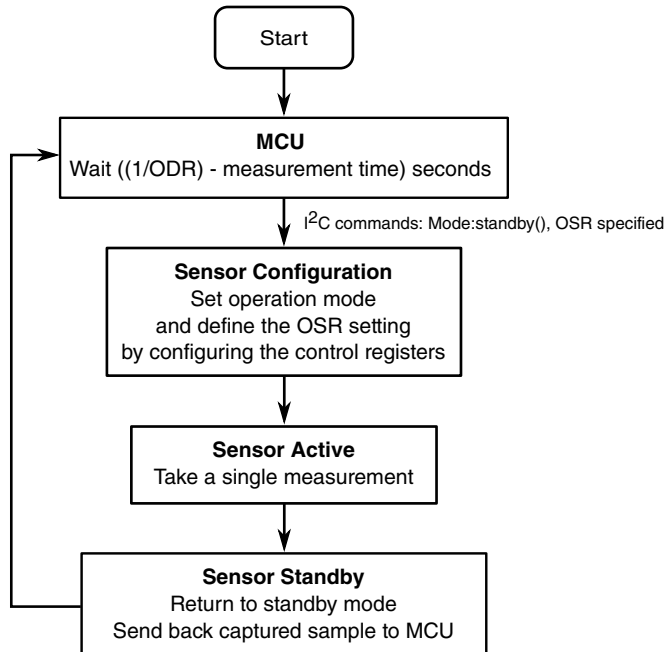 Start
MCU
Wait ((1/ODR) - measurement time) seconds
I²C commands: Mode:standby(), OSR specified
Sensor Configuration
Set operation mode
and define the OSR setting
by configuring the control registers
Sensor Active
Take a single measurement
Sensor Standby
Return to standby mode
Send back captured sample to MCU